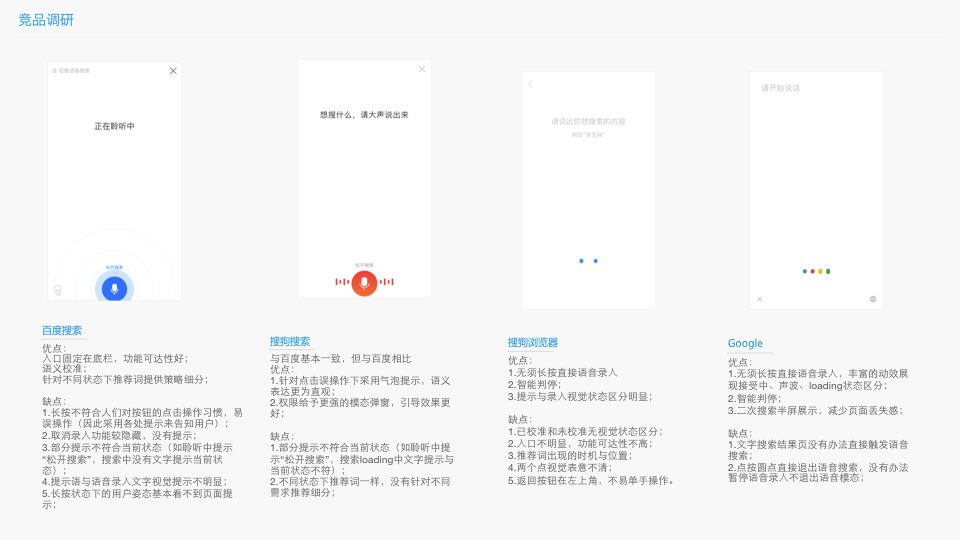 竞品调研
百度语音搜索
正在聆听中
松开搜索
想搜什么，请大声说出来
松开搜索
请说出你想搜索的内容
例如“淘宝网”
请开始说话
百度搜索
优点：
入口固定在底栏，功能可达性好；
语义校准；
针对不同状态下推荐词提供策略细分；
缺点：
1.长按不符合人们对按钮的点击操作习惯，易
误操作（因此采用各处提示来告知用户）；
2.取消录入功能较隐藏，没有提示；
3.部分提示不符合当前状态（如聆听中提示
“松开搜索”，搜索中没有文字提示当前状
态）；
4.提示语与语音录入文字视觉提示不明显；
5.长按状态下的用户姿态基本看不到页面提
示；
搜狗搜索
与百度基本一致，但与百度相比
优点：
1.针对点击误操作下采用气泡提示，语义
表达更为直观；
2.权限给予更强的模态弹窗，引导效果更
好；
缺点：
1.部分提示不符合当前状态（如聆听中提
示“松开搜索”，搜索loading中文字提示与
当前状态不符）；
2.不同状态下推荐词一样，没有针对不同
需求推荐细分；
搜狗浏览器
优点：
1.无须长按直接语音录入
2.智能判停；
3.提示与录入视觉状态区分明显；
缺点：
1.已校准和未校准无视觉状态区分；
2.入口不明显，功能可达性不高；
3.推荐词出现的时机与位置；
4.两个点视觉表意不清；
5.返回按钮在左上角，不易单手操作。
Google
优点：
1.无须长按直接语音录入，丰富的动效展
现接受中、声波、loading状态区分；
2.智能判停；
3.二次搜索半屏展示，减少页面丢失感；
缺点：
1.文字搜索结果页没有办法直接触发语音
搜索；
2.点按圆点直接退出语音搜索，没有办法
暂停语音录入不退出语音模态；